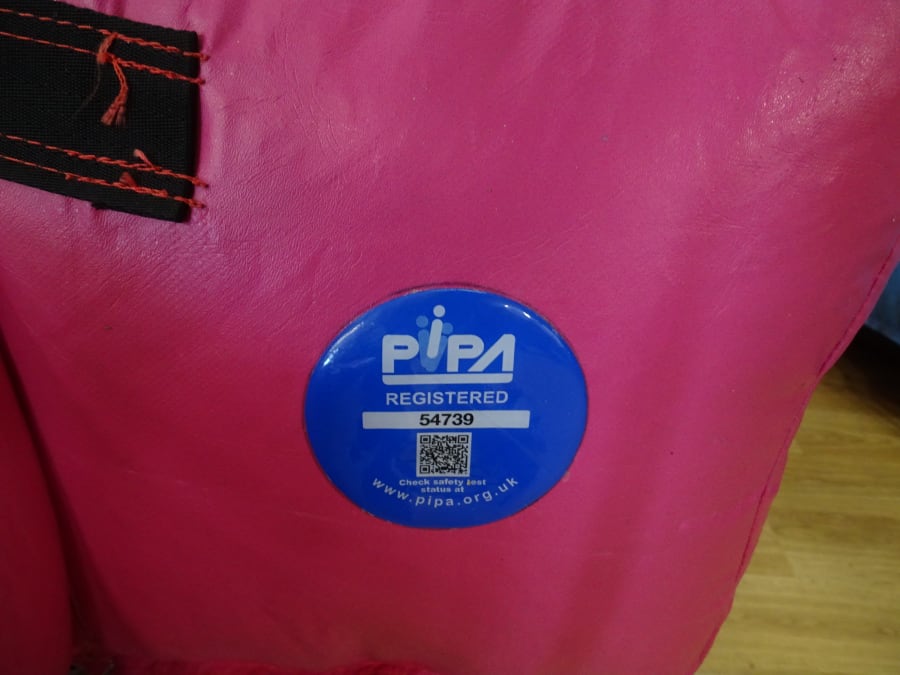 PiPA
REGISTERED
54739
Check safety test
status at
www.pipa.org.uk